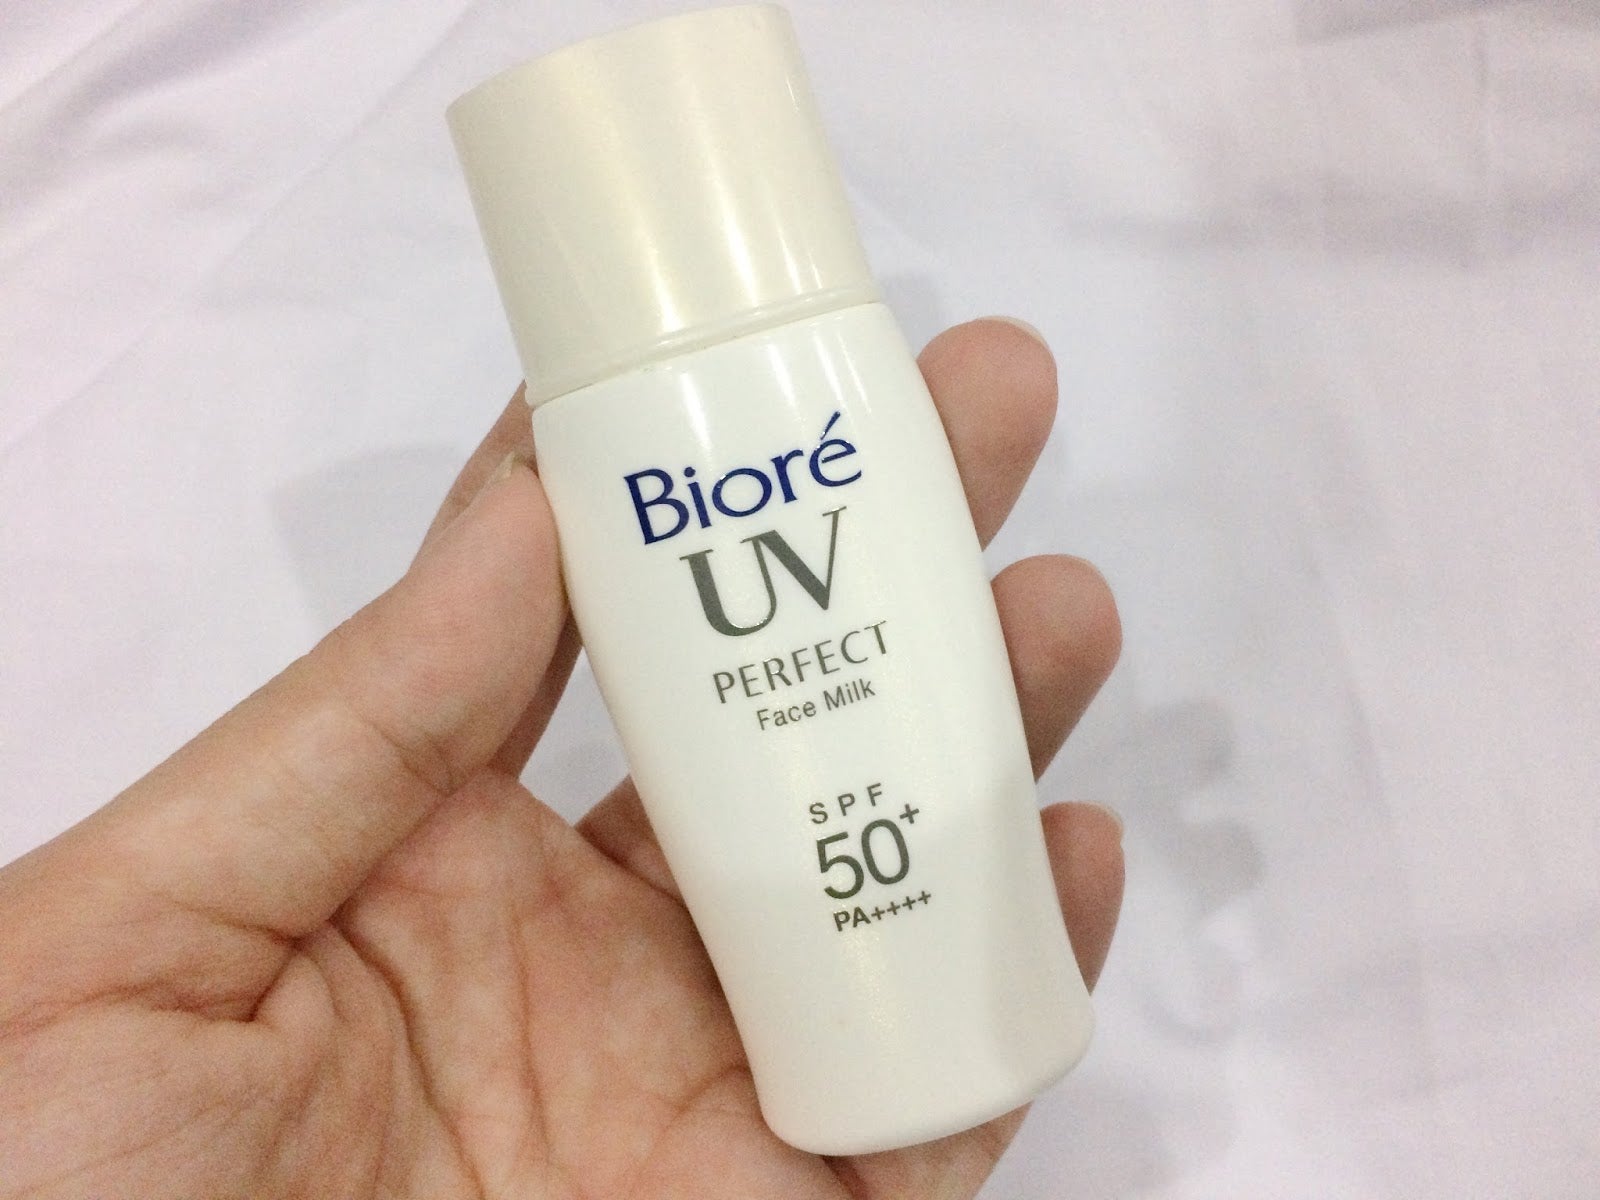 Bioré
UV
PERFECT
Face Milk
SPF
50+
PA++++